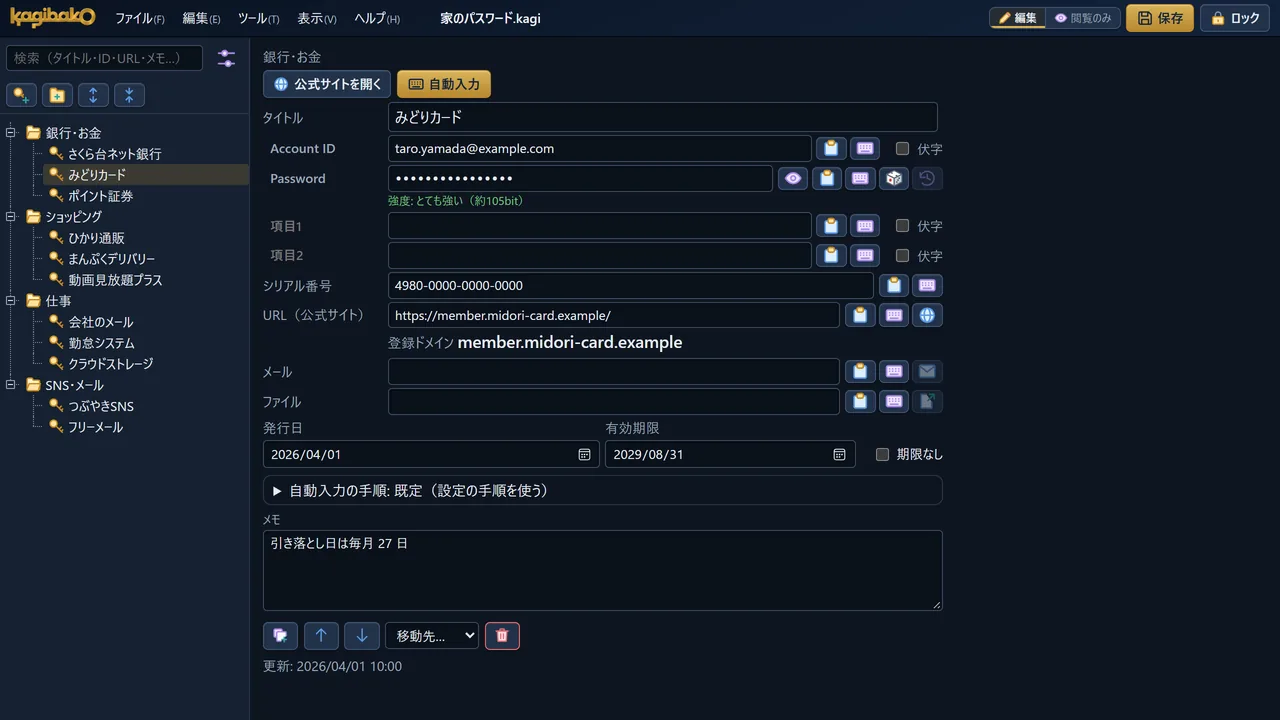 kagibako ファイル(F) 編集(E) ツール(T) 表示(V) ヘルプ(H) 家のパスワード.kagi 編集 閲覧のみ 保存 ロック
検索（タイトル・ID・URL・メモ...）
銀行・お金
さくら台ネット銀行
みどりカード
ポイント証券
ショッピング
ひかり通販
まんぷくデリバリー
動画見放題プラス
仕事
会社のメール
勤怠システム
クラウドストレージ
SNS・メール
つぶやきSNS
フリーメール
銀行・お金
公式サイトを開く 自動入力
タイトル みどりカード
Account ID taro.yamada@example.com 伏字
Password ••••••••••••••••
強度: とても強い（約105bit）
項目1 伏字
項目2 伏字
シリアル番号 4980-0000-0000-0000
URL（公式サイト） https://member.midori-card.example/
登録ドメイン member.midori-card.example
メール
ファイル
発行日 有効期限
2026/04/01 2029/08/31 期限なし
▶ 自動入力の手順: 既定（設定の手順を使う）
メモ
引き落とし日は毎月 27 日
移動先...
更新: 2026/04/01 10:00